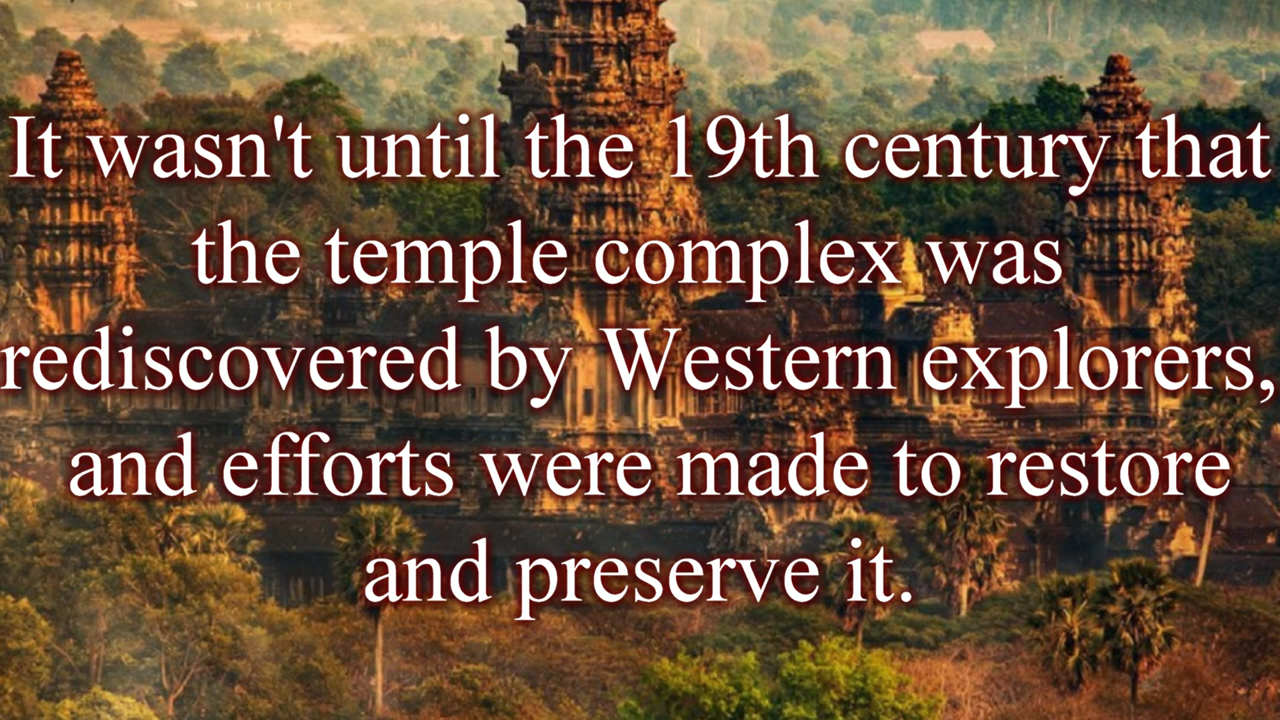 It wasn't until the 19th century that
the temple complex was
rediscovered by Western explorers,
and efforts were made to restore
and preserve it.